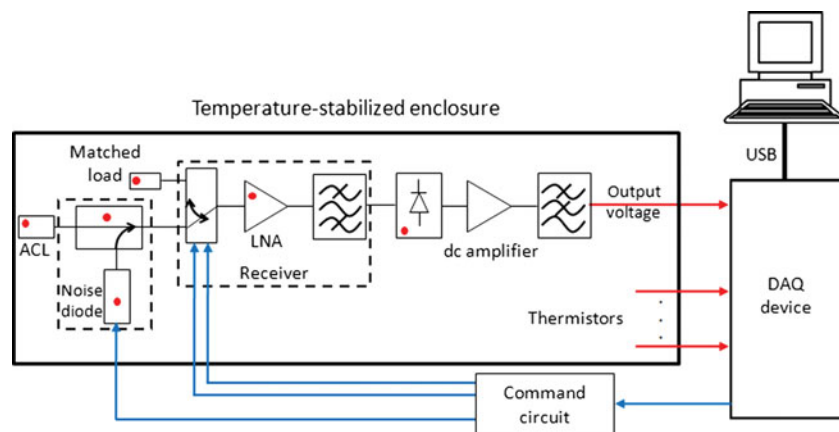 Temperature-stabilized enclosure
USB
Matched
load
ACL
LNA
Receiver
Noise
diode
dc amplifier
Output
voltage
Thermistors
DAQ
device
Command
circuit